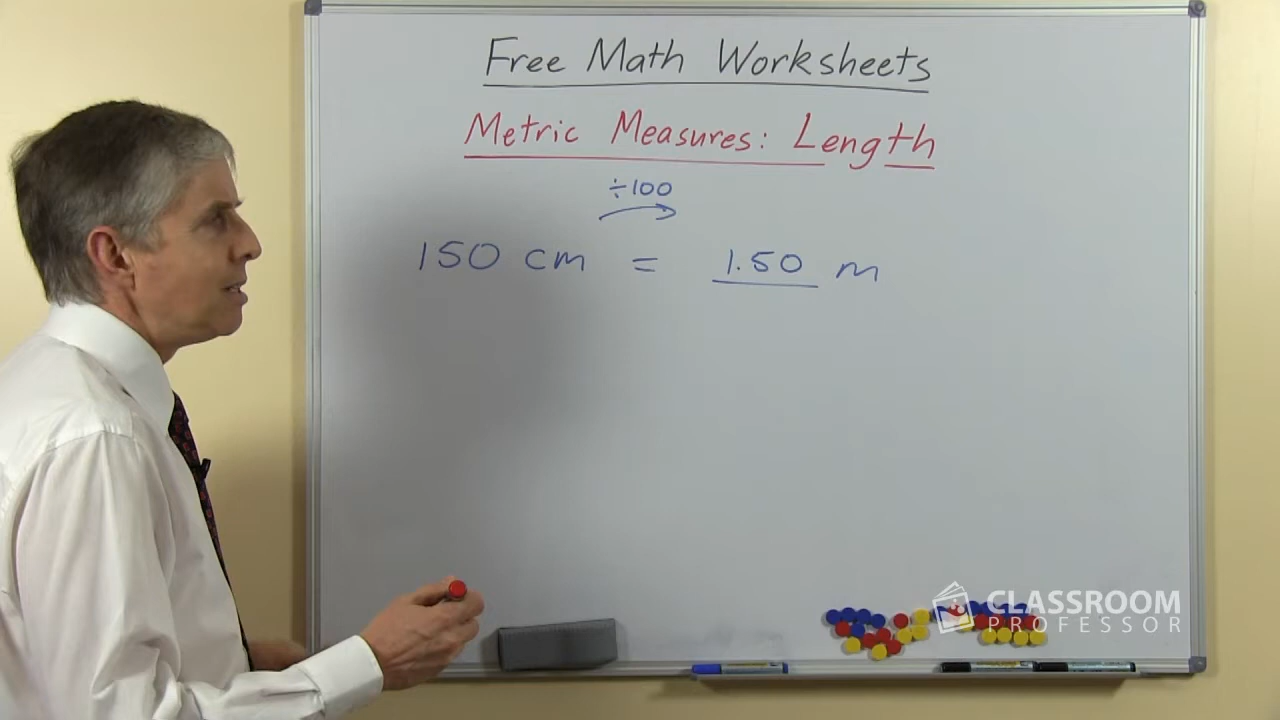 Free Math Worksheets
Metric Measures: Length
÷100
150 cm = 1.50 m
CLASSROOM
PROFESSOR